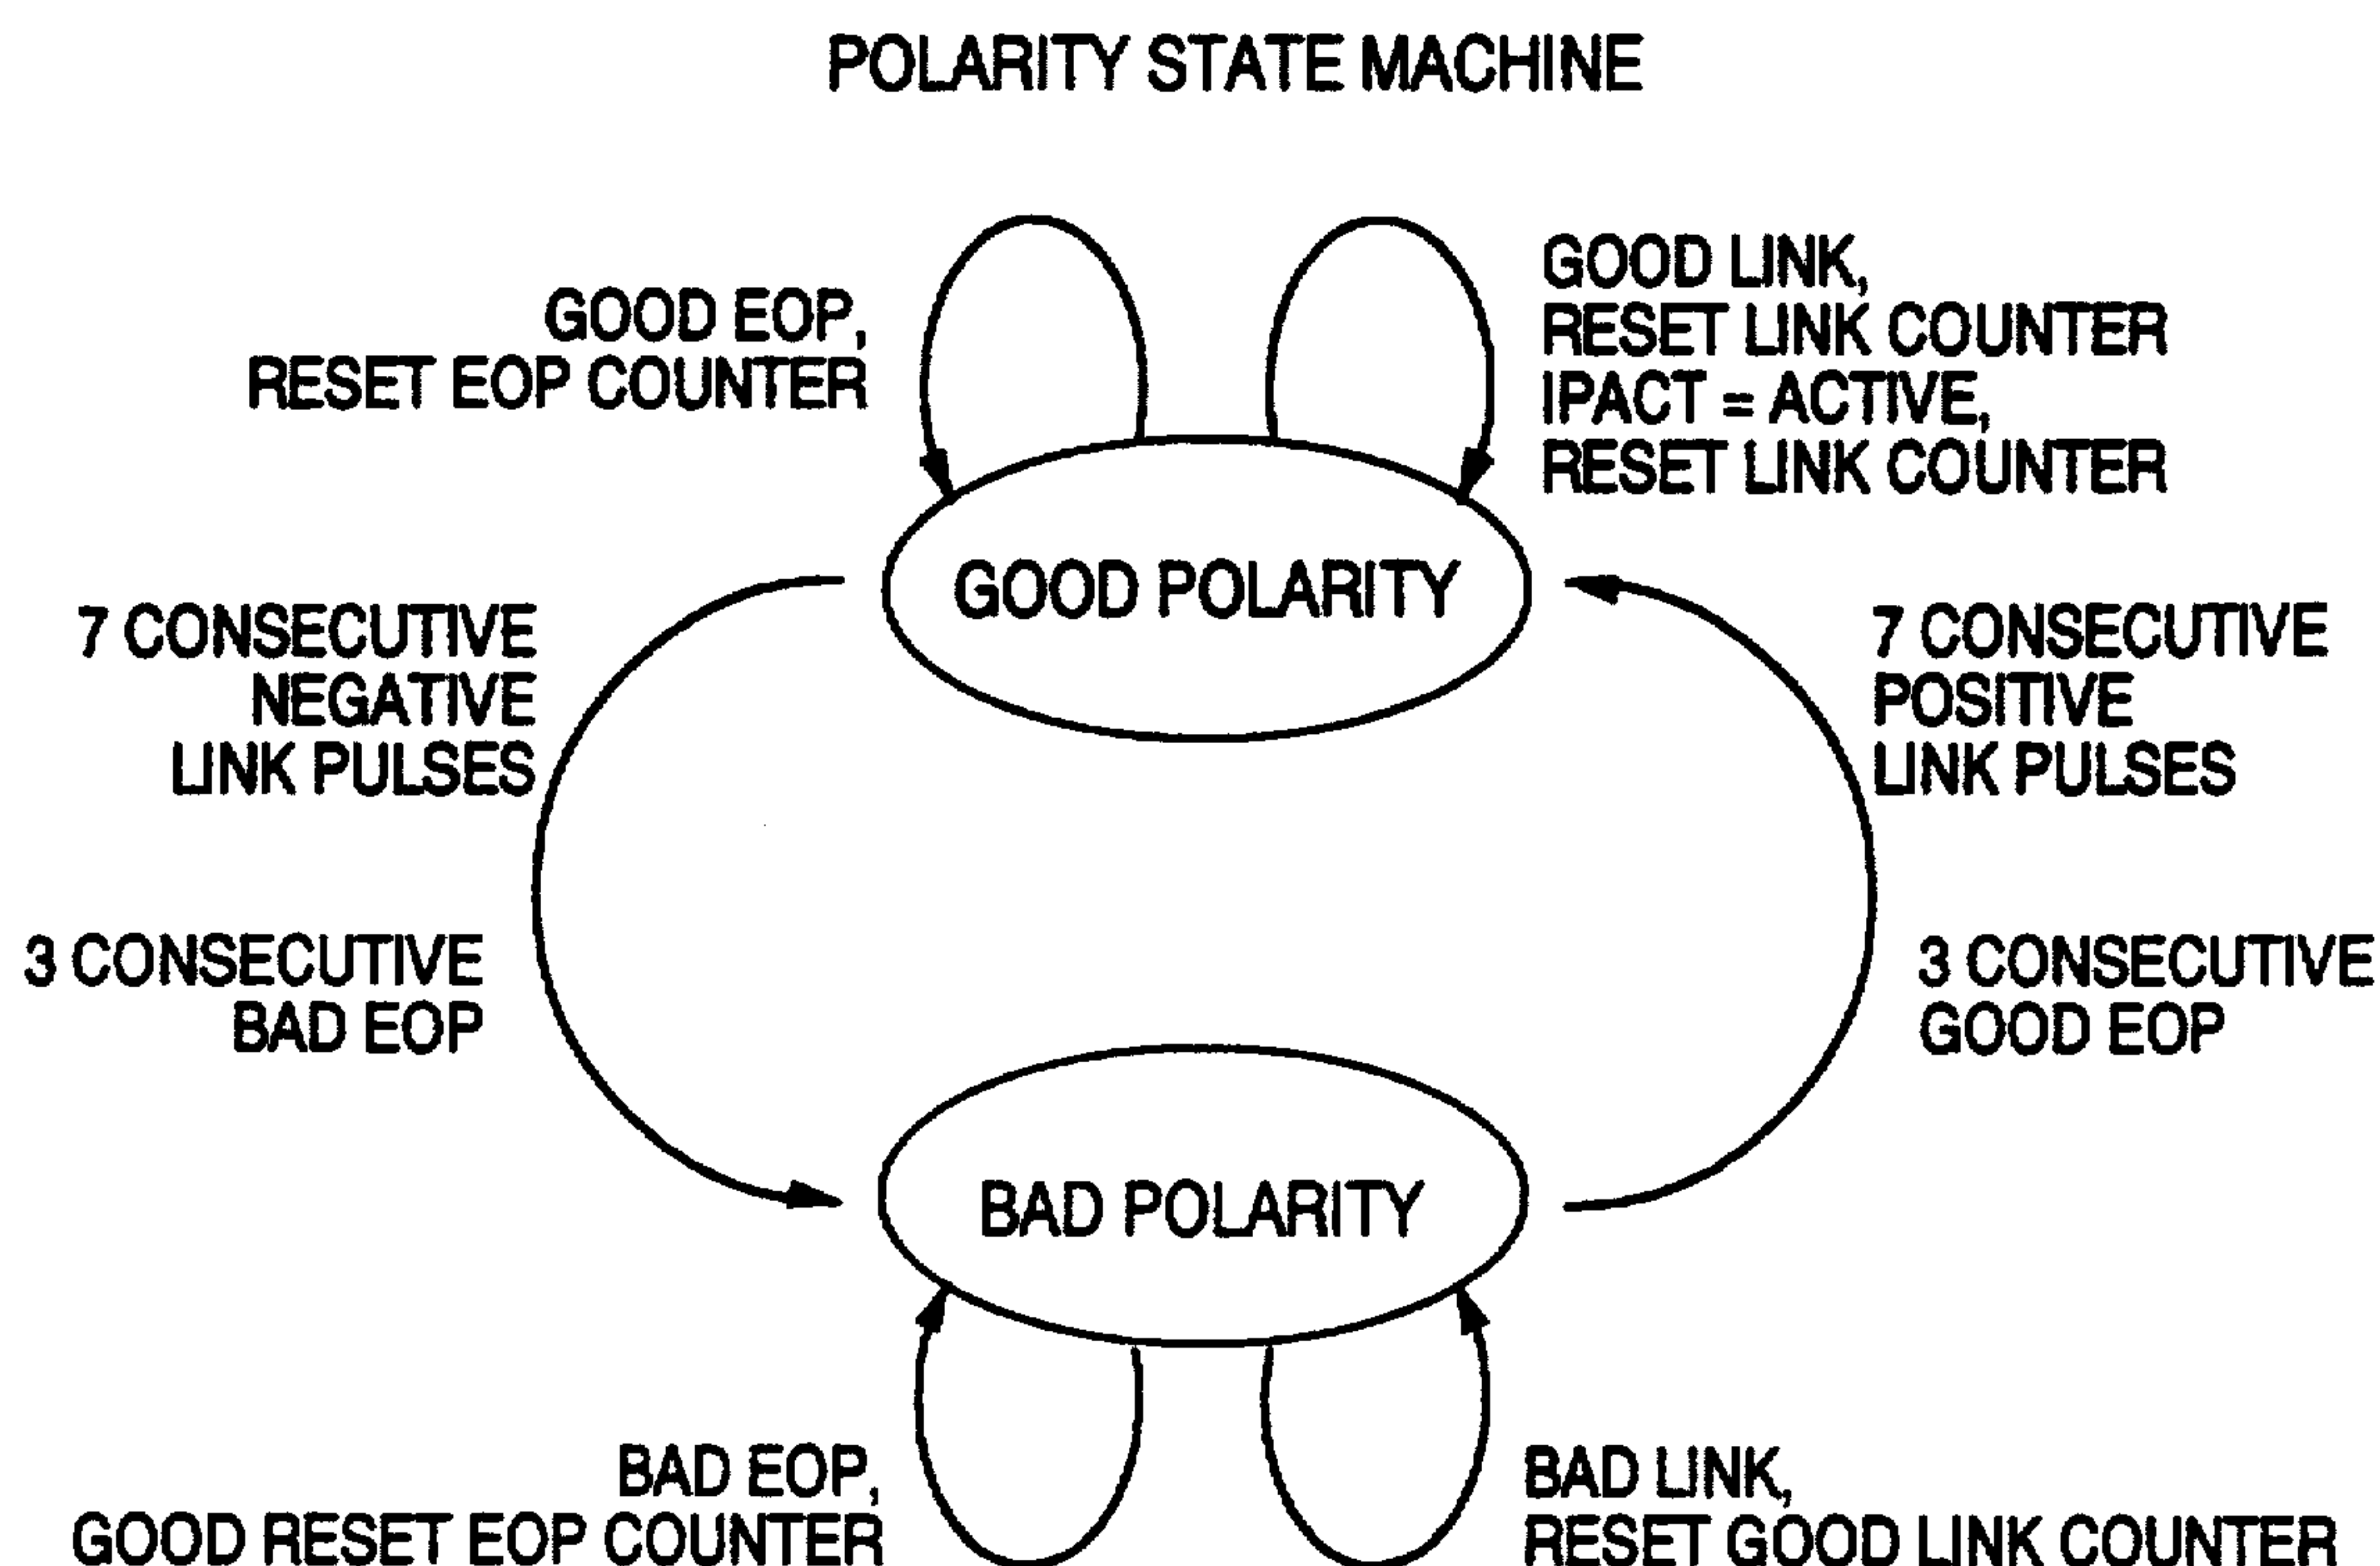 POLARITY STATE MACHINE
GOOD EOP,
RESET EOP COUNTER
GOOD LINK,
RESET LINK COUNTER
IPACT = ACTIVE,
RESET LINK COUNTER
GOOD POLARITY
7 CONSECUTIVE
NEGATIVE
LINK PULSES
7 CONSECUTIVE
POSITIVE
LINK PULSES
3 CONSECUTIVE
BAD EOP
3 CONSECUTIVE
GOOD EOP
BAD POLARITY
BAD EOP,
GOOD RESET EOP COUNTER
BAD LINK,
RESET GOOD LINK COUNTER